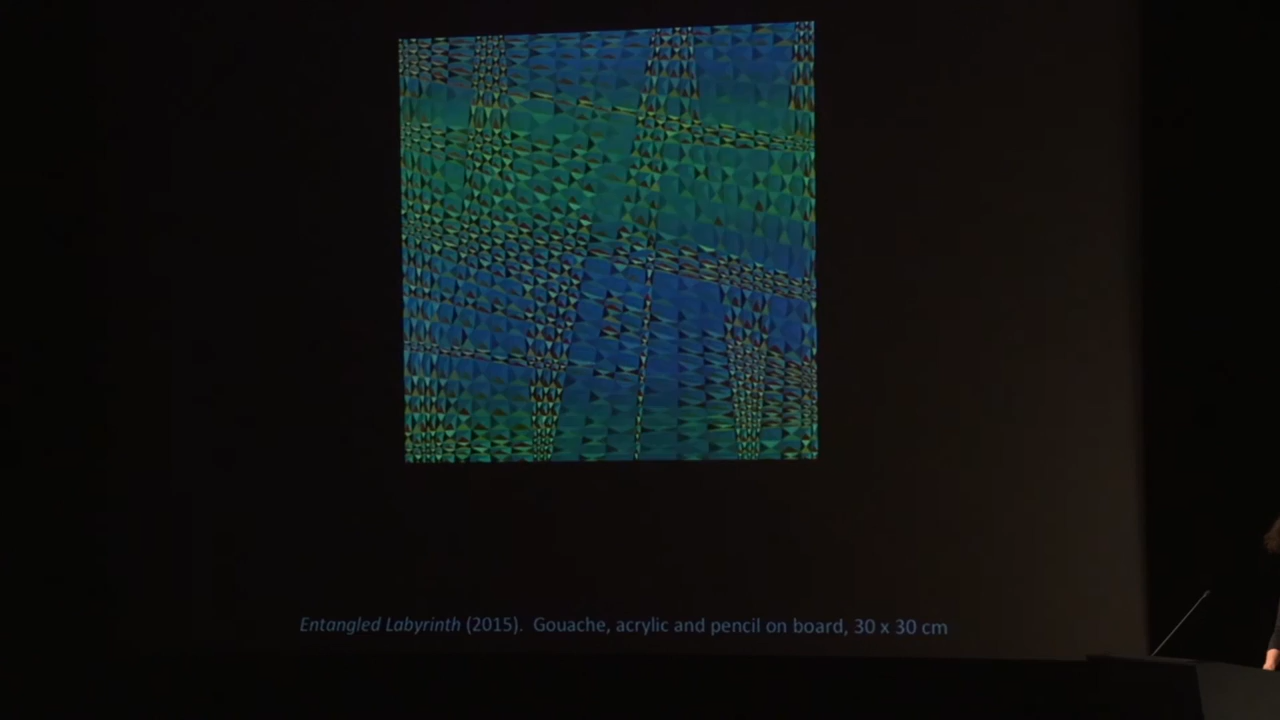 Entangled Labyrinth (2015). Gouache, acrylic and pencil on board, 30 x 30 cm